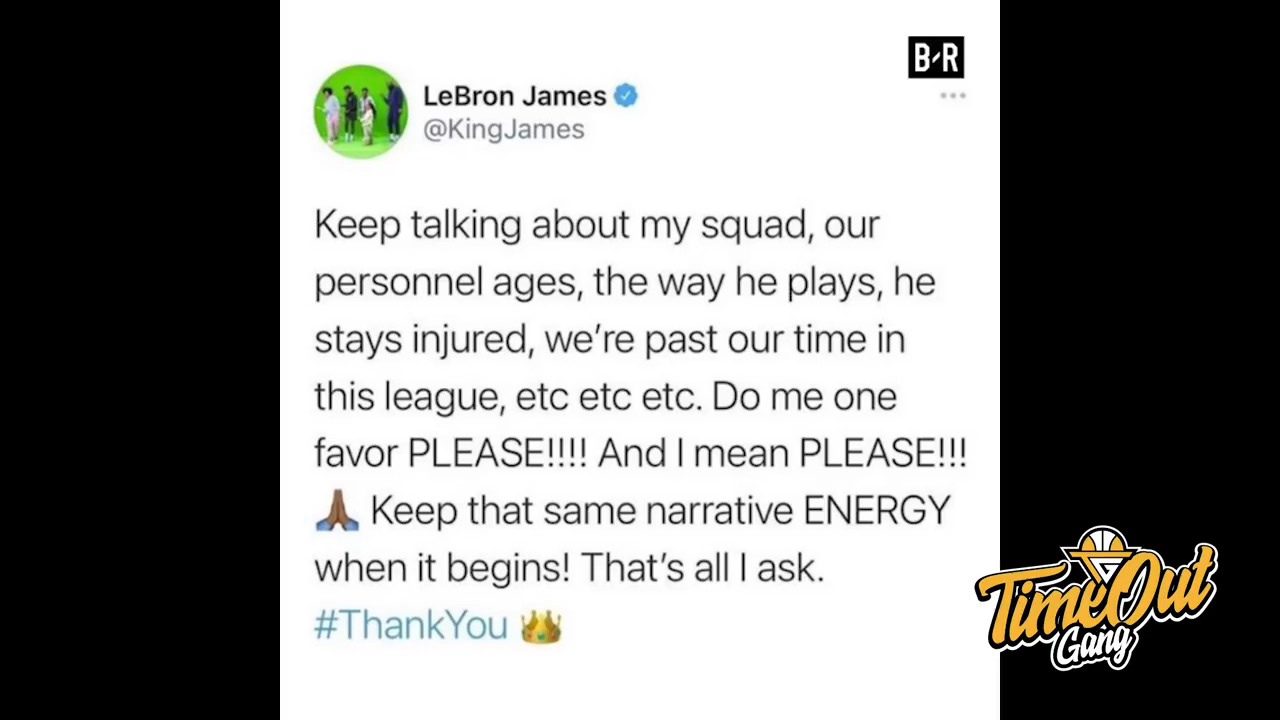 B/R
LeBron James
@KingJames
Keep talking about my squad, our
personnel ages, the way he plays, he
stays injured, we’re past our time in
this league, etc etc etc. Do me one
favor PLEASE!!!! And I mean PLEASE!!!
🙏🏾 Keep that same narrative ENERGY
when it begins! That’s all I ask.
#ThankYou 👑
TimeOut
Gang